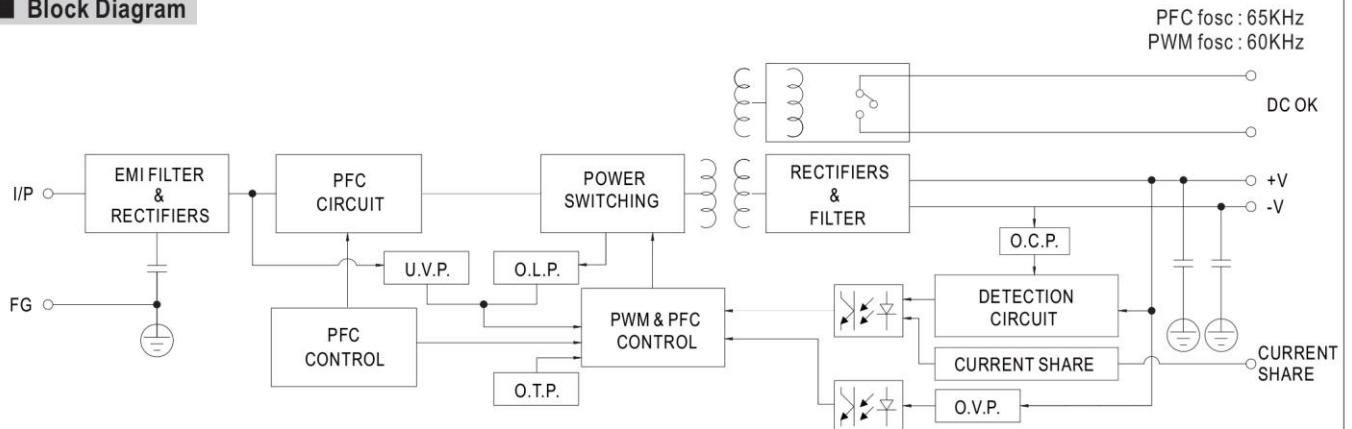 Block Diagram
PFC fosc : 65KHz
PWM fosc : 60KHz
DC OK
I/P
EMI FILTER
&
RECTIFIERS
PFC
CIRCUIT
POWER
SWITCHING
RECTIFIERS
&
FILTER
+V
-V
O.C.P.
U.V.P.
O.L.P.
FG
PFC
CONTROL
PWM & PFC
CONTROL
DETECTION
CIRCUIT
CURRENT SHARE
CURRENT
SHARE
O.T.P.
O.V.P.